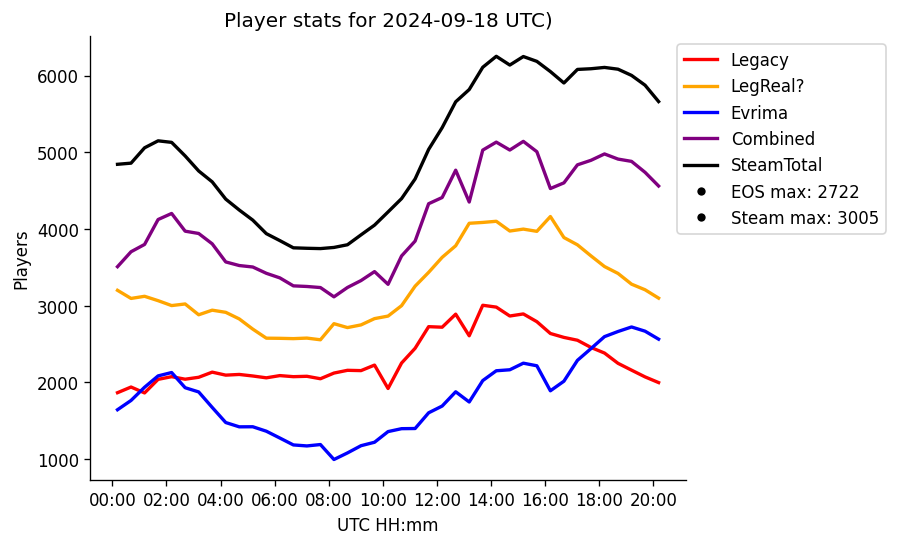 Player stats for 2024-09-18 UTC)
Legacy
LegReal?
Evrima
Combined
SteamTotal
EOS max: 2722
Steam max: 3005
Players
6000
5000
4000
3000
2000
1000
00:00 02:00 04:00 06:00 08:00 10:00 12:00 14:00 16:00 18:00 20:00
UTC HH:mm